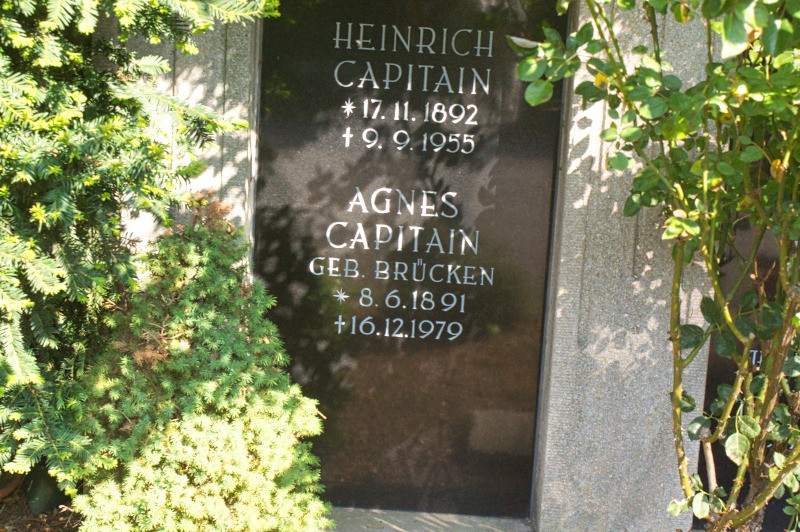 HEINRICH
CAPITAIN
* 17. 11. 1892
† 9. 9. 1955
AGNES
CAPITAIN
GEB. BRÜCKEN
* 8.6.1891
†16.12.1979